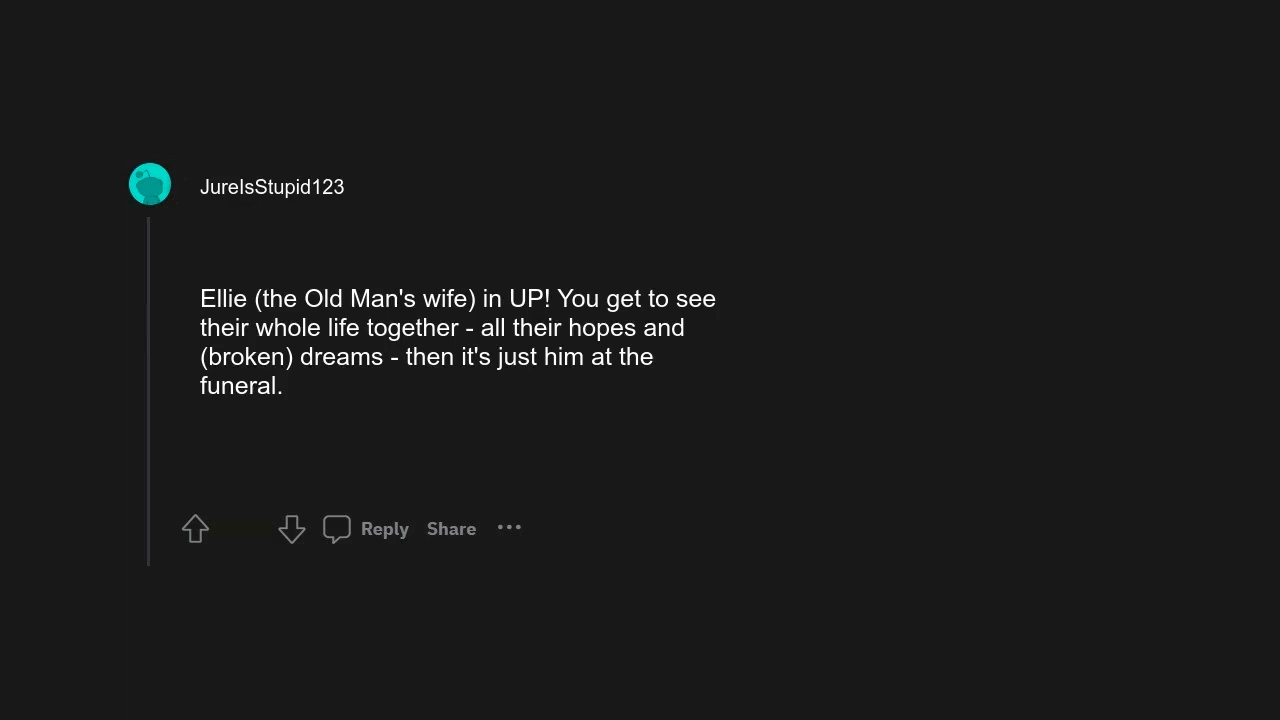 JureIsStupid123
Ellie (the Old Man's wife) in UP! You get to see
their whole life together - all their hopes and
(broken) dreams - then it's just him at the
funeral.
Reply Share